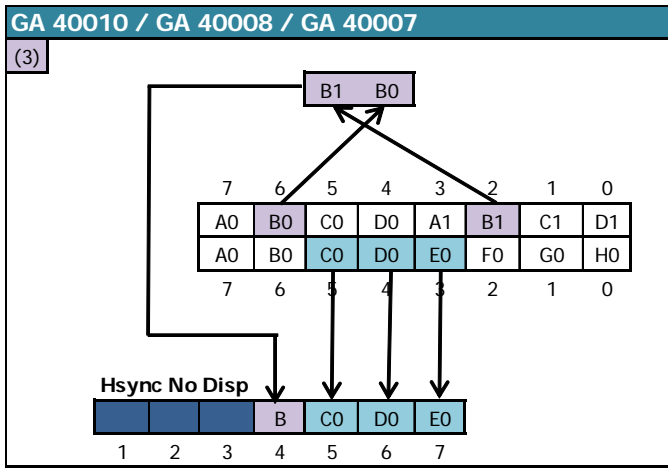 GA 40010 / GA 40008 / GA 40007
(3)
B1 B0
7 6 5 4 3 2 1 0
A0 B0 C0 D0 A1 B1 C1 D1
A0 B0 C0 D0 E0 F0 G0 H0
7 6 5 4 3 2 1 0
Hsync No Disp
B C0 D0 E0
1 2 3 4 5 6 7